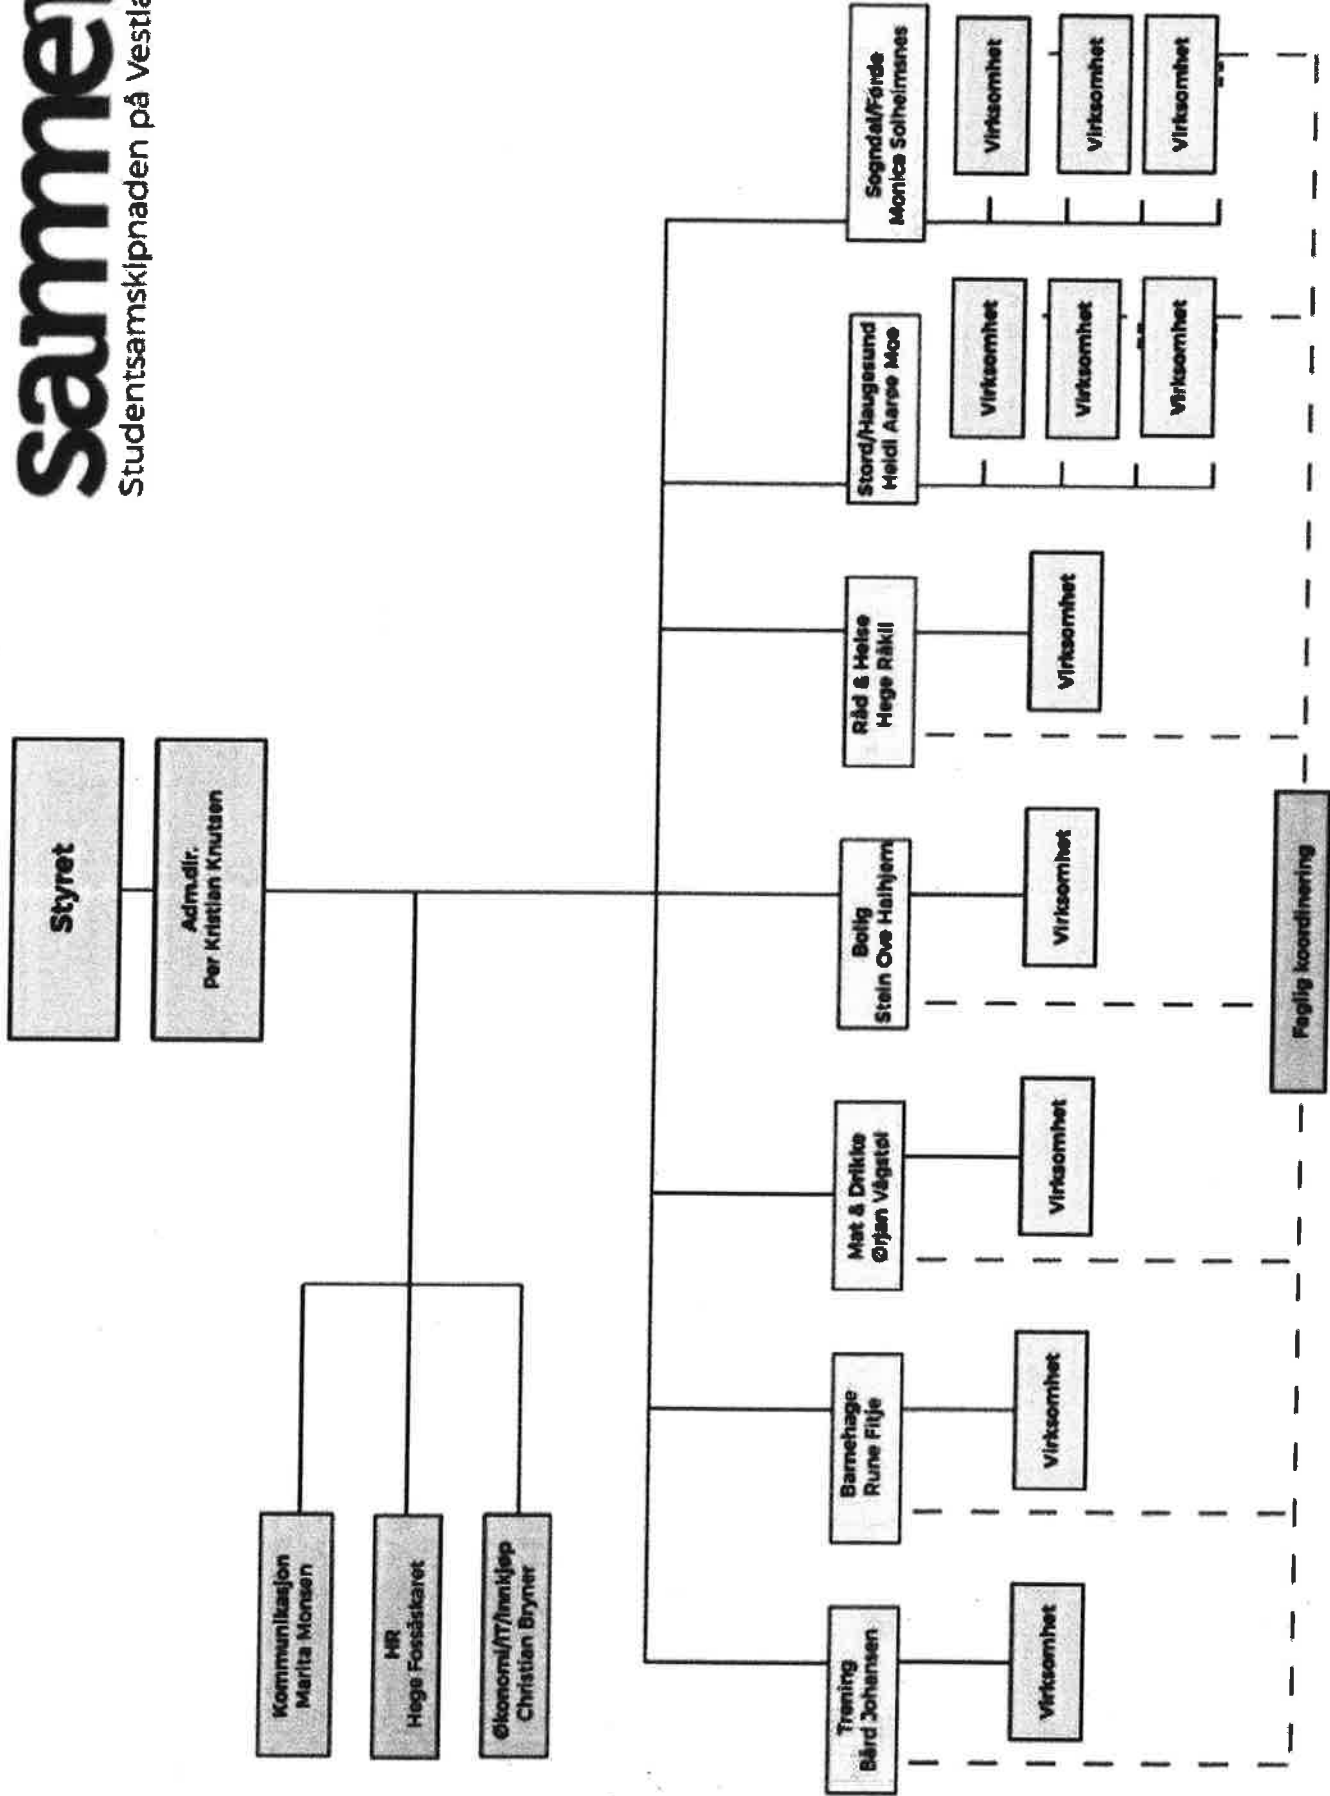 sammen
Studentsamskipnaden på Vestla
Styret
Adm.dir.
Per Kristian Knutsen
Kommunikasjon
Marita Monsen
HR
Hege Fossåskaret
Økonomi/IT/Innkjøp
Christian Bryner
Trening
Bård Johansen
Barnehage
Rune Fitje
Mat & Drikke
Ørjan Vågstøl
Bolig
Stein Ove Halhjem
Råd & Helse
Hege Råkil
Stord/Haugesund
Heidi Aarøe Moe
Sogndal/Førde
Monica Solheimsnes
Virksomhet
Virksomhet
Virksomhet
Virksomhet
Virksomhet
Virksomhet
Virksomhet
Virksomhet
Virksomhet
Virksomhet
Virksomhet
Faglig koordinering